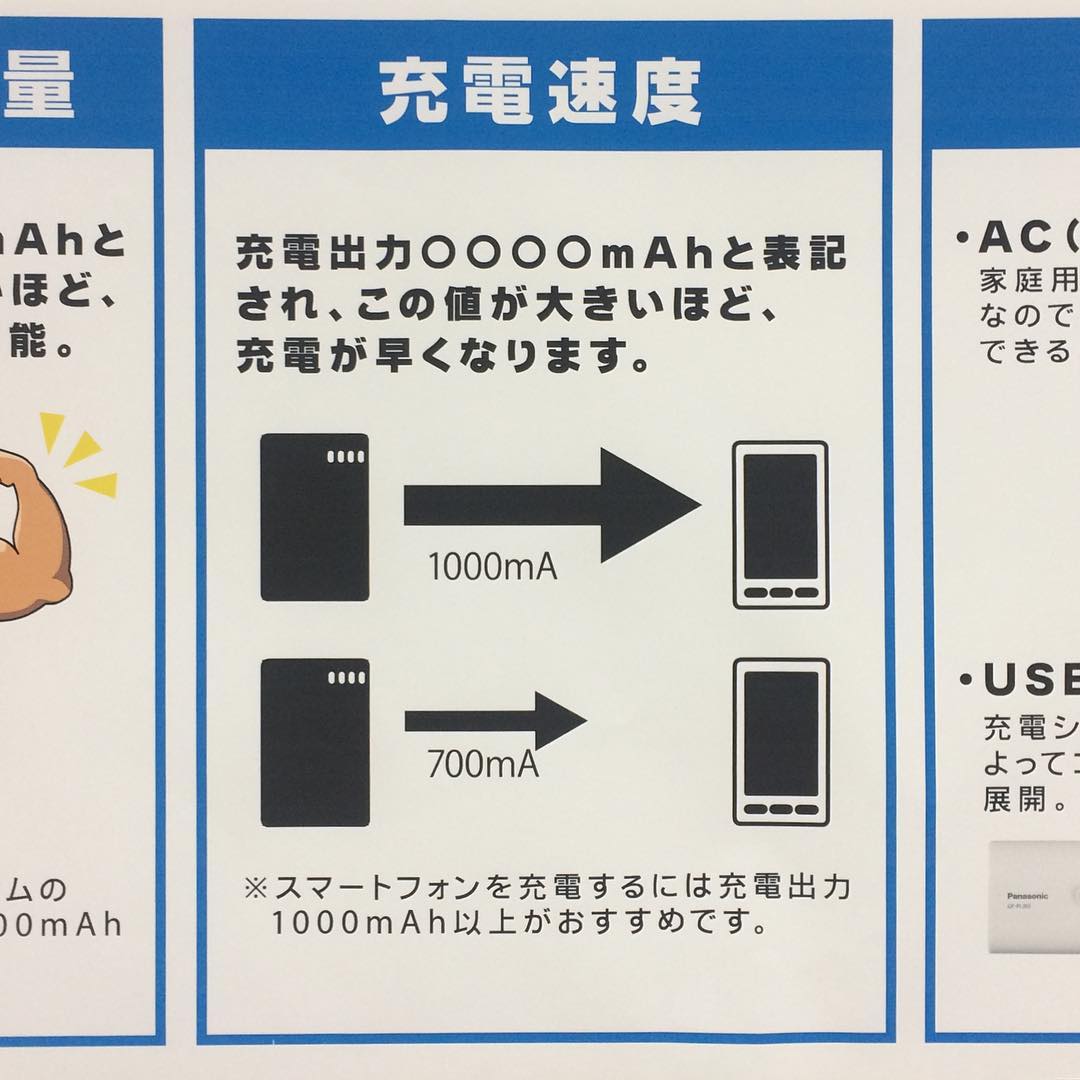 量
mAhと
いほど、
能。
ムの
00mAh
充電速度
充電出力〇〇〇〇mAhと表記
され、この値が大きいほど、
充電が早くなります。
1000mA
700mA
※スマートフォンを充電するには充電出力
1000mAh以上がおすすめです。
・AC(
家庭用
なので
できる
・USB
充電シ
よってコ
展開。
Panasonic